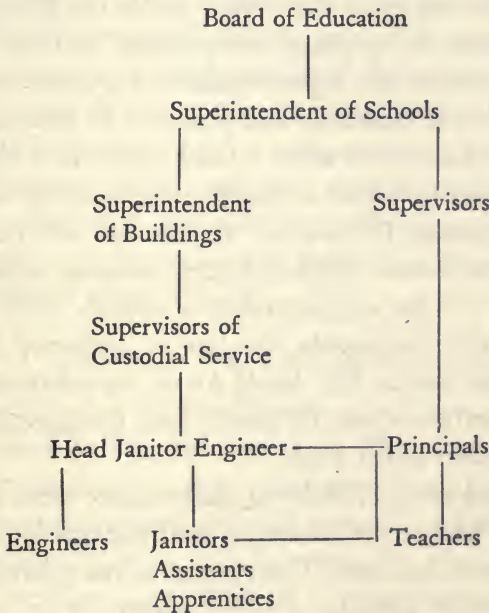 Board of Education
Superintendent of Schools
Superintendent
of Buildings
Supervisors
Supervisors of
Custodial Service
Head Janitor Engineer
Principals
Engineers
Janitors
Assistants
Apprentices
Teachers